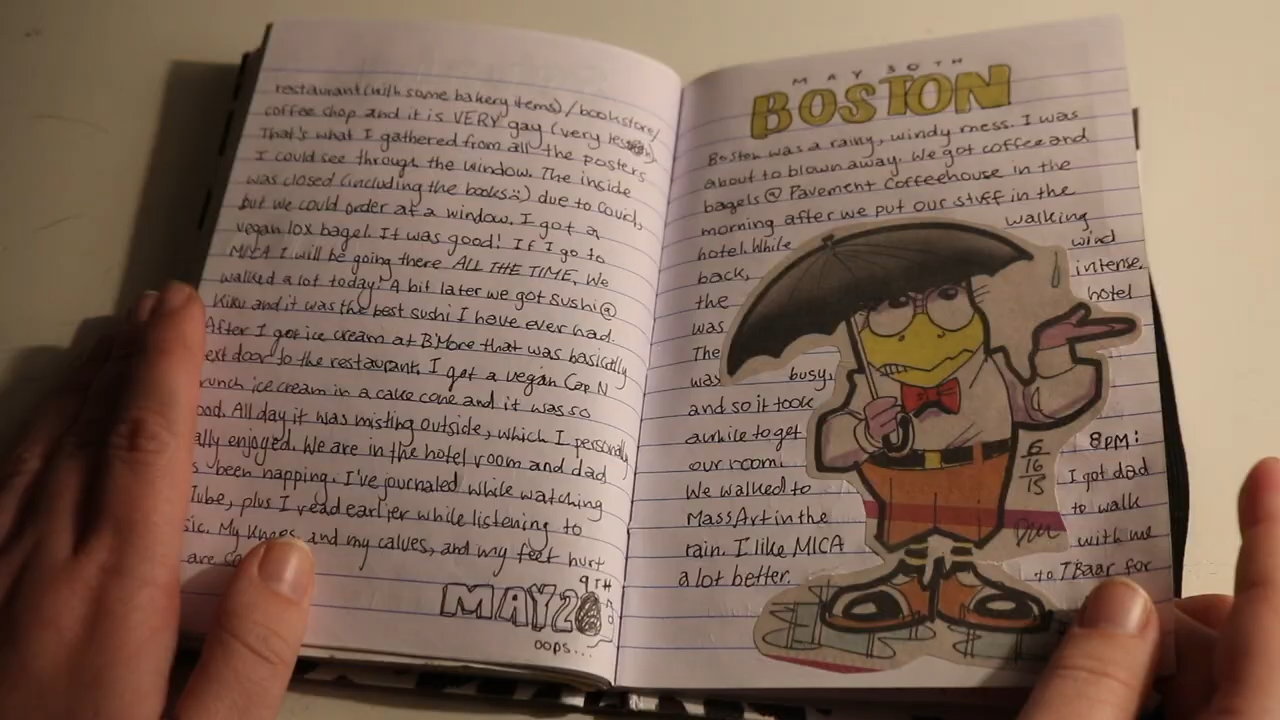 restaurant (with some bakery items)/bookstore/
coffee shop and it is VERY gay (very
That's what I gathered from all the posters
I could see through the window. The inside
was closed (including the books :() due to Covid,
but we could order at a window. I got a
vegan lox bagel. It was good! If I go to
MICA I will be going there ALL THE TIME. We
walked a lot today! A bit later we got sushi @
Kiku and it was the best sushi I have ever had.
After I got ice cream at B'More that was basically
ext door to the restaurant. I got a vegan Cap N
runch ice cream in a cake cone and it was so
ood. All day it was misting outside, which I personally
ally enjoyed. We are in the hotel room and dad
s been napping. I've journaled while watching
Tube, plus I read earlier while listening to
sic. My knees and my calves, and my feet hurt
are so
MAY 2
9TH
OOPS...
MAY 30TH
BOSTON
Boston was a rainy, windy mess. I was
about to blown away. We got coffee and
bagels @ Pavement Coffeehouse in the
morning after we put our stuff in the
hotel. While walking
back, wind
the intense.
was hotel
The
was busy,
and so it took
awhile to get
our room.
We walked to
MassArt in the
rain. I like MICA
a lot better.
6
16
15
8PM:
I got dad
to walk
with me
to TBaar for